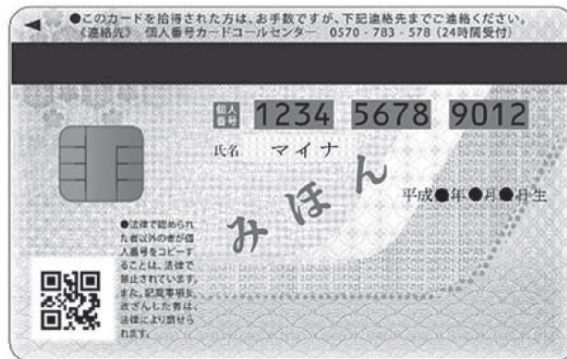 ●このカードを拾得された方は、お手数ですが、下記連絡先までご連絡ください。
《連絡先》 個人番号カードコールセンター 0570-783-578（24時間受付）
個人番号 1234 5678 9012
氏名 マイナ
みほん
平成●年●月●日生
●法律で認められ
た者以外の者が個
人番号をコピーす
ることは、法律で
禁止されています。
また、記載事項を
改ざんした者は、
法律により罰せら
れます。